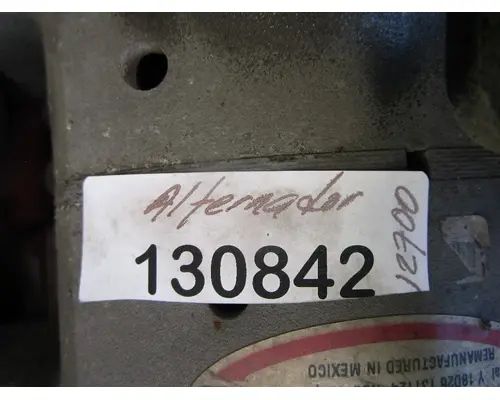 Alternador
130842
12700
REMANUFACTURED IN MEXICO